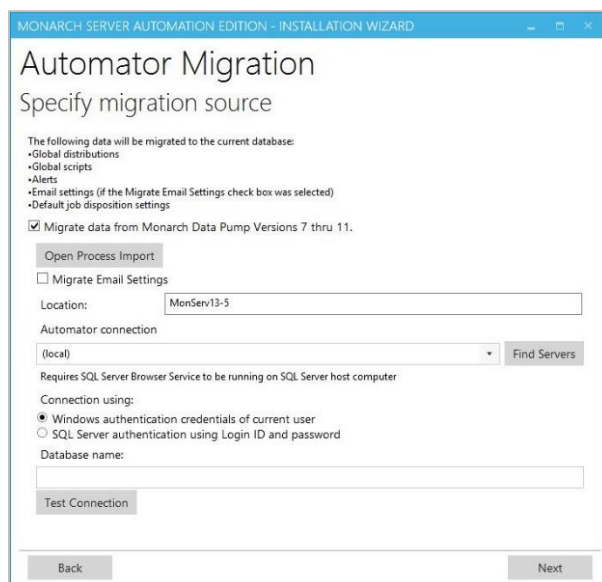 MONARCH SERVER AUTOMATION EDITION - INSTALLATION WIZARD
Automator Migration
Specify migration source
The following data will be migrated to the current database:
•Global distributions
•Global scripts
•Alerts
•Email settings (if the Migrate Email Settings check box was selected)
•Default job disposition settings
Migrate data from Monarch Data Pump Versions 7 thru 11.
Open Process Import
Migrate Email Settings
Location: MonServ13-5
Automator connection
(local) Find Servers
Requires SQL Server Browser Service to be running on SQL Server host computer
Connection using:
Windows authentication credentials of current user
SQL Server authentication using Login ID and password
Database name:
Test Connection
Back Next